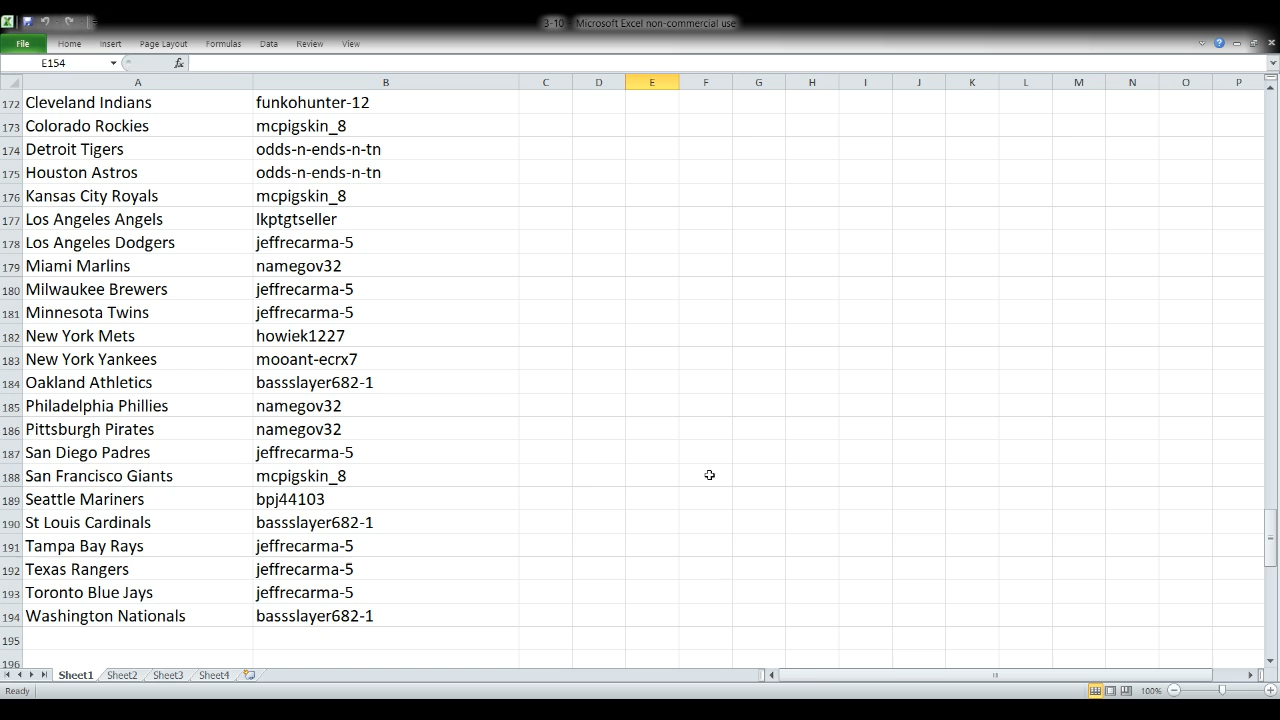 3-10 - Microsoft Excel non-commercial use
File Home Insert Page Layout Formulas Data Review View
E154 fx
A B C D E F G H I J K L M N O P
172 Cleveland Indians funkohunter-12
173 Colorado Rockies mcpigskin_8
174 Detroit Tigers odds-n-ends-n-tn
175 Houston Astros odds-n-ends-n-tn
176 Kansas City Royals mcpigskin_8
177 Los Angeles Angels lkptgtseller
178 Los Angeles Dodgers jeffrecarma-5
179 Miami Marlins namegov32
180 Milwaukee Brewers jeffrecarma-5
181 Minnesota Twins jeffrecarma-5
182 New York Mets howiek1227
183 New York Yankees mooant-ecrx7
184 Oakland Athletics bassslayer682-1
185 Philadelphia Phillies namegov32
186 Pittsburgh Pirates namegov32
187 San Diego Padres jeffrecarma-5
188 San Francisco Giants mcpigskin_8
189 Seattle Mariners bpj44103
190 St Louis Cardinals bassslayer682-1
191 Tampa Bay Rays jeffrecarma-5
192 Texas Rangers jeffrecarma-5
193 Toronto Blue Jays jeffrecarma-5
194 Washington Nationals bassslayer682-1
195
196
Sheet1 Sheet2 Sheet3 Sheet4
Ready 100%